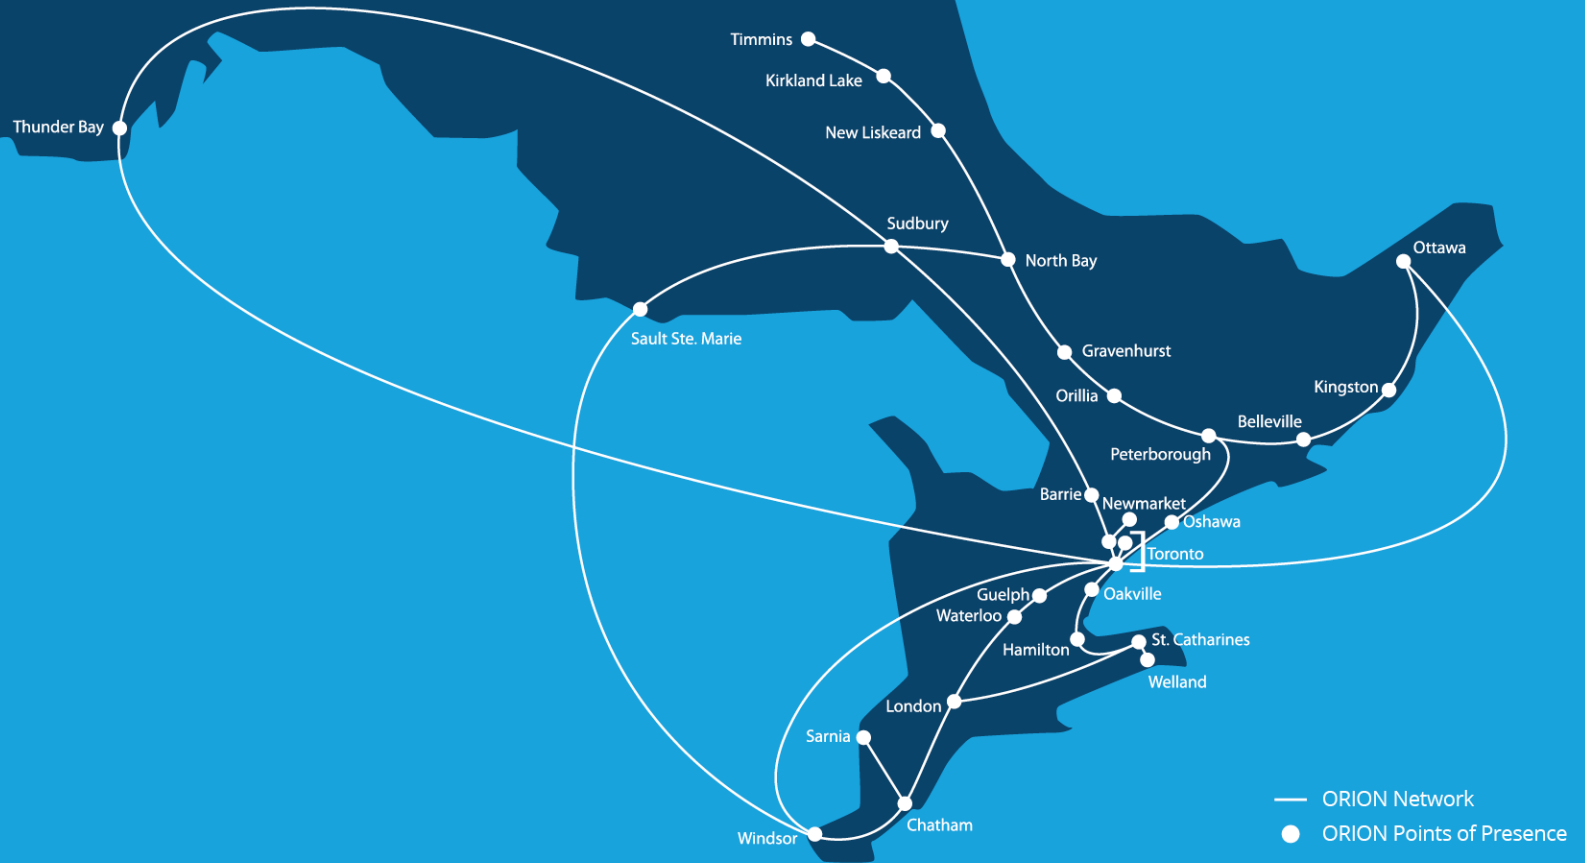 Timmins
Kirkland Lake
Thunder Bay
New Liskeard
Sudbury
North Bay
Ottawa
Sault Ste. Marie
Gravenhurst
Kingston
Orillia
Belleville
Peterborough
Barrie
Newmarket
Oshawa
Toronto
Guelph
Oakville
Waterloo
St. Catharines
Hamilton
Welland
London
Sarnia
ORION Network
Chatham
ORION Points of Presence
Windsor